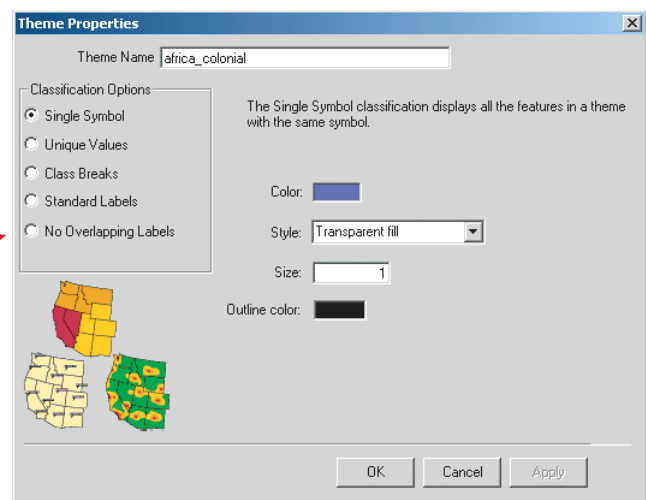 Theme Properties
Theme Name africa_colonial
Classification Options
Single Symbol
Unique Values
Class Breaks
Standard Labels
No Overlapping Labels
The Single Symbol classification displays all the features in a theme
with the same symbol.
Color:
Style: Transparent fill
Size: 1
Outline color:
OK Cancel Apply